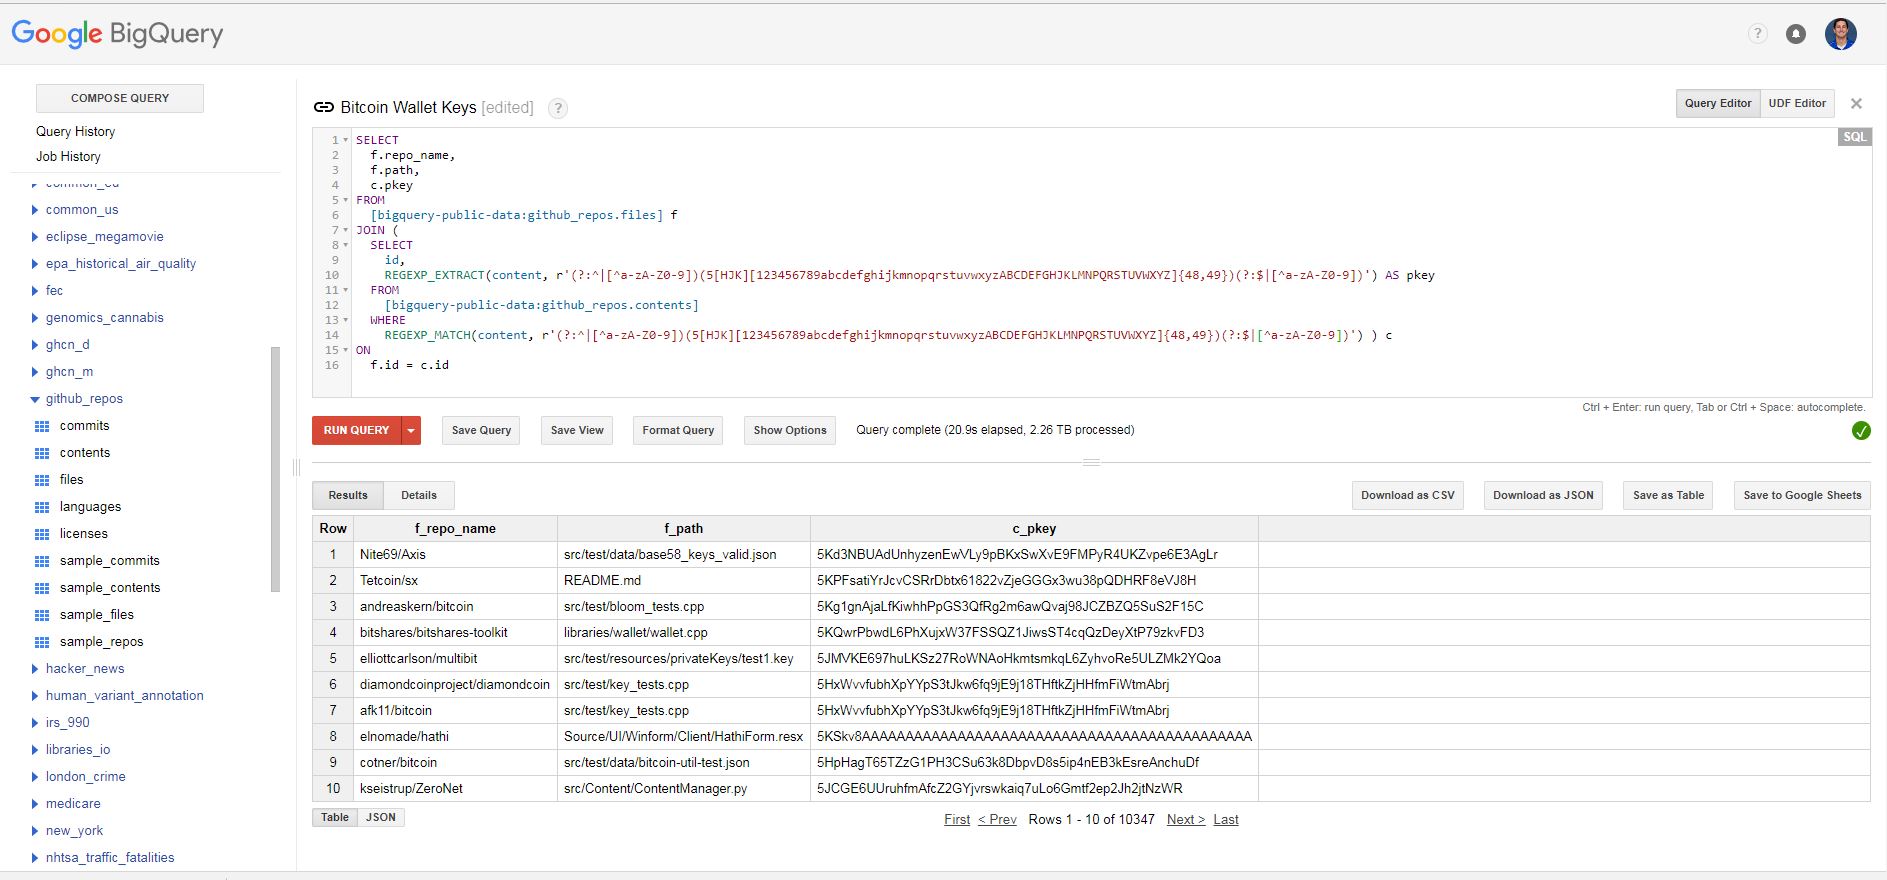 Google BigQuery
?
COMPOSE QUERY
Query History
Job History
common_eu
common_us
eclipse_megamovie
epa_historical_air_quality
fec
genomics_cannabis
ghcn_d
ghcn_m
github_repos
commits
contents
files
languages
licenses
sample_commits
sample_contents
sample_files
sample_repos
hacker_news
human_variant_annotation
irs_990
libraries_io
london_crime
medicare
new_york
nhtsa_traffic_fatalities
Bitcoin Wallet Keys [edited] ?
Query Editor UDF Editor ×
SQL
1 SELECT
2 f.repo_name,
3 f.path,
4 c.pkey
5 FROM
6 [bigquery-public-data:github_repos.files] f
7 JOIN (
8 SELECT
9 id,
10 REGEXP_EXTRACT(content, r'(?:^|[^a-zA-Z0-9])(5[HJK][123456789abcdefghijkmnopqrstuvwxyzABCDEFGHJKLMNPQRSTUVWXYZ]{48,49})(?:$|[^a-zA-Z0-9])') AS pkey
11 FROM
12 [bigquery-public-data:github_repos.contents]
13 WHERE
14 REGEXP_MATCH(content, r'(?:^|[^a-zA-Z0-9])(5[HJK][123456789abcdefghijkmnopqrstuvwxyzABCDEFGHJKLMNPQRSTUVWXYZ]{48,49})(?:$|[^a-zA-Z0-9])') ) c
15 ON
16 f.id = c.id
Ctrl + Enter: run query, Tab or Ctrl + Space: autocomplete.
RUN QUERY Save Query Save View Format Query Show Options Query complete (20.9s elapsed, 2.26 TB processed)
Results Details Download as CSV Download as JSON Save as Table Save to Google Sheets
Row f_repo_name f_path c_pkey
1 Nite69/Axis src/test/data/base58_keys_valid.json 5Kd3NBUAdUnhyzenEwVLy9pBKxSwXvE9FMPyR4UKZvpe6E3AgLr
2 Tetcoin/sx README.md 5KPFsatiYrJcvCSRrDbtx61822vZjeGGGx3wu38pQDHRF8eVJ8H
3 andreaskern/bitcoin src/test/bloom_tests.cpp 5Kg1gnAjaLfKiwhhPpGS3QfRg2m6awQvaj98JCZBZQ5SuS2F15C
4 bitshares/bitshares-toolkit libraries/wallet/wallet.cpp 5KQwrPbwdL6PhXujxW37FSSQZ1JiwsST4cqQzDeyXtP79zkvFD3
5 elliottcarlson/multibit src/test/resources/privateKeys/test1.key 5JMVKE697huLKSz27RoWNAoHkmtsmkqL6ZyhvoRe5ULZMk2YQoa
6 diamondcoinproject/diamondcoin src/test/key_tests.cpp 5HxWvvfubhXpYYpS3tJkw6fq9jE9j18THftkZjHHfmFiWtmAbrj
7 afk11/bitcoin src/test/key_tests.cpp 5HxWvvfubhXpYYpS3tJkw6fq9jE9j18THftkZjHHfmFiWtmAbrj
8 elnomade/hathi Source/UI/Winform/Client/HathiForm.resx 5KSkv8AAAAAAAAAAAAAAAAAAAAAAAAAAAAAAAAAAAAAAAAAAAAA
9 cotner/bitcoin src/test/data/bitcoin-util-test.json 5HpHagT65TZzG1PH3CSu63k8DbpvD8s5ip4nEB3kEsreAnchuDf
10 kseistrup/ZeroNet src/Content/ContentManager.py 5JCGE6UUruhfmAfcZ2GYjvrswkaiq7uLo6Gmtf2ep2Jh2jtNzWR
Table JSON First < Prev Rows 1 - 10 of 10347 Next > Last